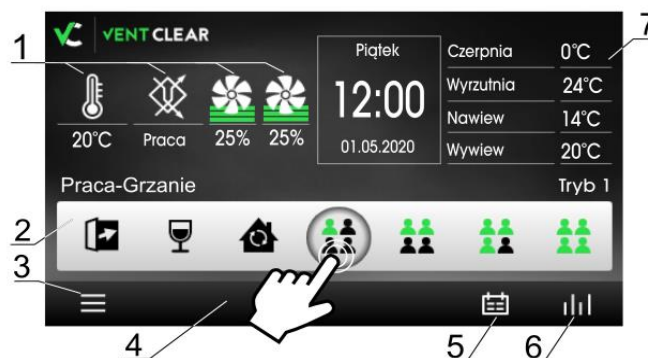 7
VENT CLEAR
1
Piątek
12:00
01.05.2020
Czerpnia 0°C
Wyrzutnia 24°C
Nawiew 14°C
Wywiew 20°C
20°C Praca 25% 25%
Praca-Grzanie Tryb 1
2
3
4 5 6